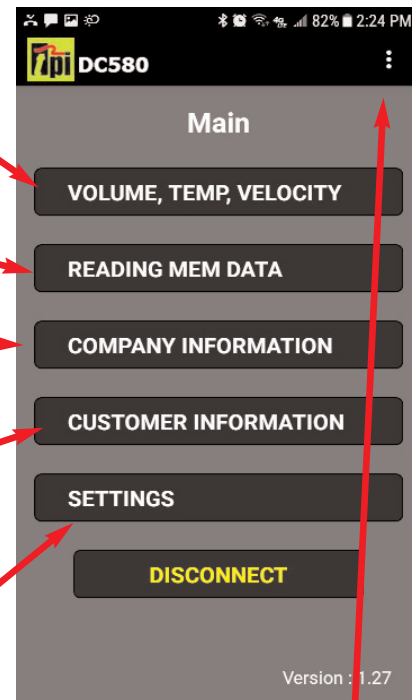 82% 2:24 PM
TPI DC580
Main
VOLUME, TEMP, VELOCITY
READING MEM DATA
COMPANY INFORMATION
CUSTOMER INFORMATION
SETTINGS
DISCONNECT
Version : 1.27